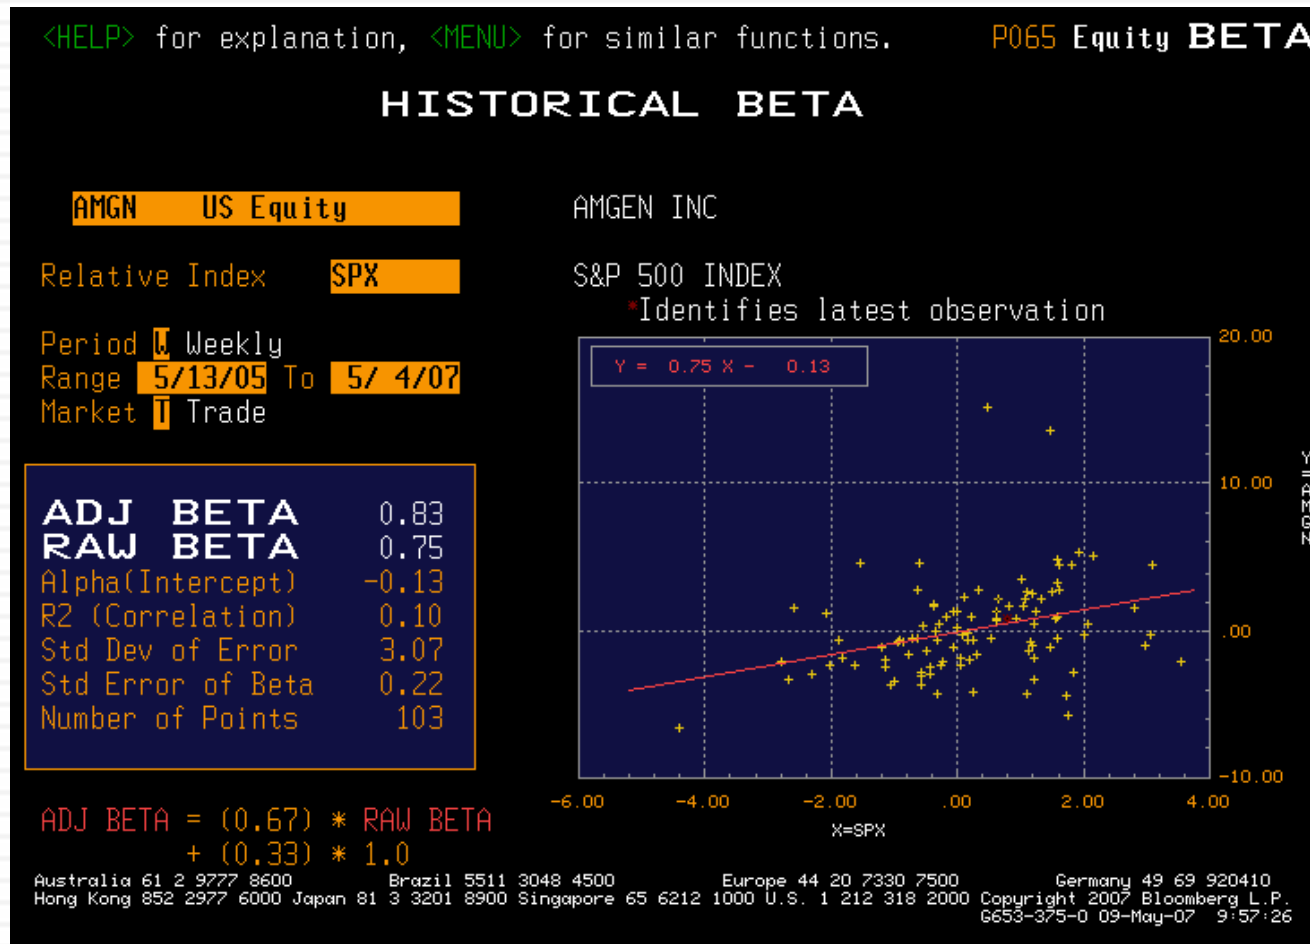 <HELP> for explanation, <MENU> for similar functions. P065 Equity BETA
HISTORICAL BETA
AMGN US Equity AMGEN INC
Relative Index SPX S&P 500 INDEX
*Identifies latest observation
Period W Weekly
Range 5/13/05 To 5/ 4/07
Market T Trade
ADJ BETA 0.83
RAW BETA 0.75
Alpha(Intercept) -0.13
R2 (Correlation) 0.10
Std Dev of Error 3.07
Std Error of Beta 0.22
Number of Points 103
ADJ BETA = (0.67) * RAW BETA
+ (0.33) * 1.0
Y = 0.75 X - 0.13
20.00
10.00
.00
-10.00
Y=AMGN
-6.00 -4.00 -2.00 .00 2.00 4.00
X=SPX
Australia 61 2 9777 8600 Brazil 5511 3048 4500 Europe 44 20 7330 7500 Germany 49 69 920410
Hong Kong 852 2977 6000 Japan 81 3 3201 8900 Singapore 65 6212 1000 U.S. 1 212 318 2000 Copyright 2007 Bloomberg L.P.
G653-375-0 09-May-07 9:57:26